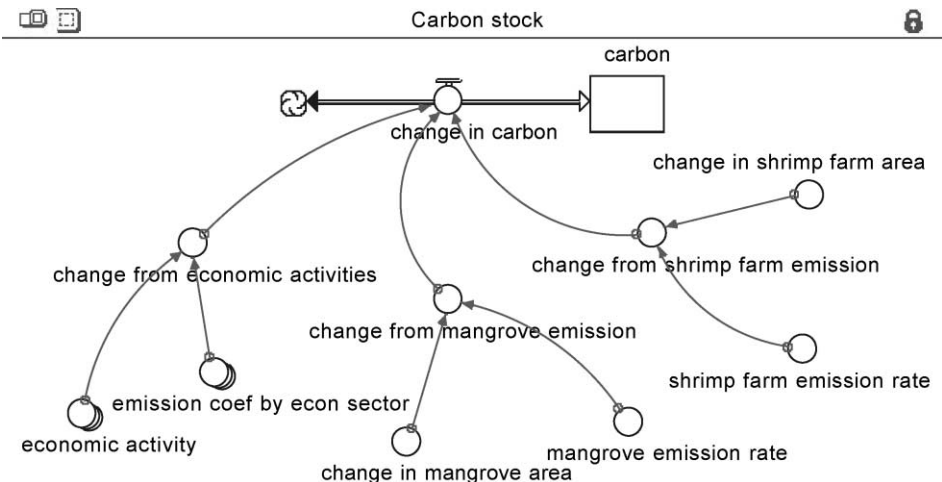 Carbon stock
carbon
change in carbon
change in shrimp farm area
change from economic activities
change from shrimp farm emission
change from mangrove emission
shrimp farm emission rate
emission coef by econ sector
economic activity
mangrove emission rate
change in mangrove area